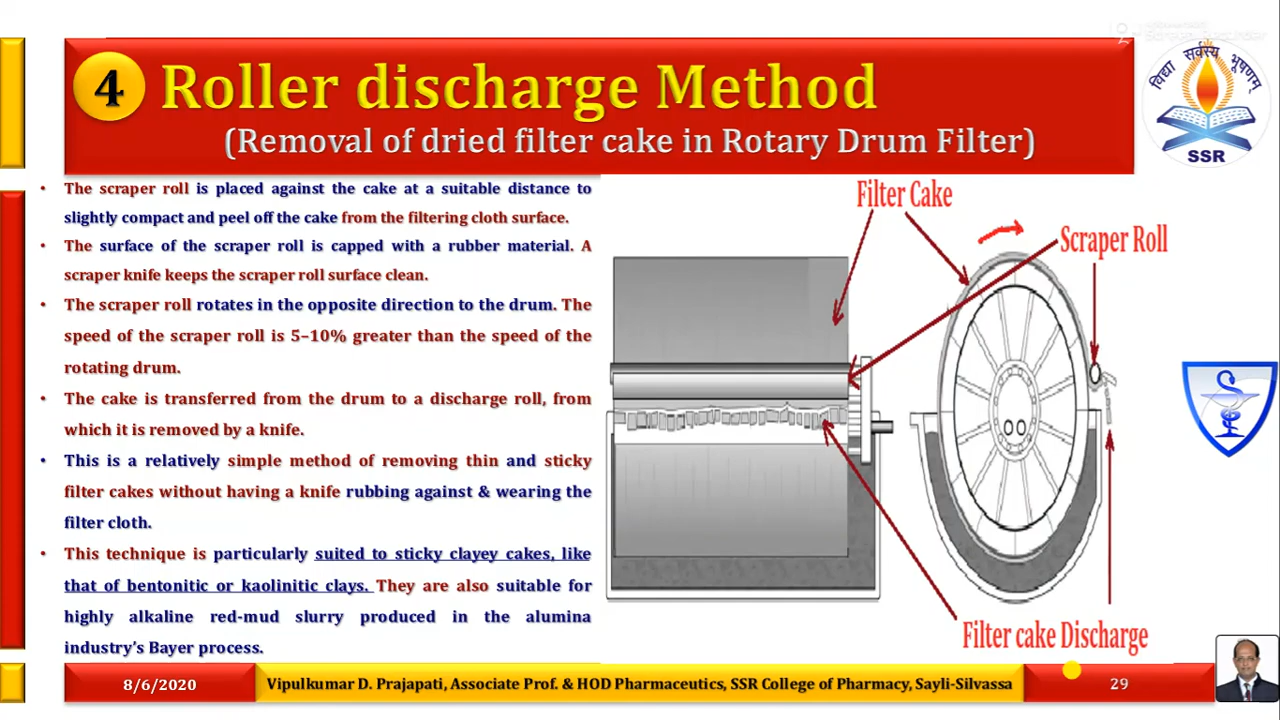 4 Roller discharge Method
(Removal of dried filter cake in Rotary Drum Filter)
विद्या सर्वस्य भूषणम्
SSR
• The scraper roll is placed against the cake at a suitable distance to
slightly compact and peel off the cake from the filtering cloth surface.
• The surface of the scraper roll is capped with a rubber material. A
scraper knife keeps the scraper roll surface clean.
• The scraper roll rotates in the opposite direction to the drum. The
speed of the scraper roll is 5–10% greater than the speed of the
rotating drum.
• The cake is transferred from the drum to a discharge roll, from
which it is removed by a knife.
• This is a relatively simple method of removing thin and sticky
filter cakes without having a knife rubbing against & wearing the
filter cloth.
• This technique is particularly suited to sticky clayey cakes, like
that of bentonitic or kaolinitic clays. They are also suitable for
highly alkaline red-mud slurry produced in the alumina
industry’s Bayer process.
Filter Cake
Scraper Roll
Filter cake Discharge
8/6/2020
Vipulkumar D. Prajapati, Associate Prof. & HOD Pharmaceutics, SSR College of Pharmacy, Sayli-Silvassa
29